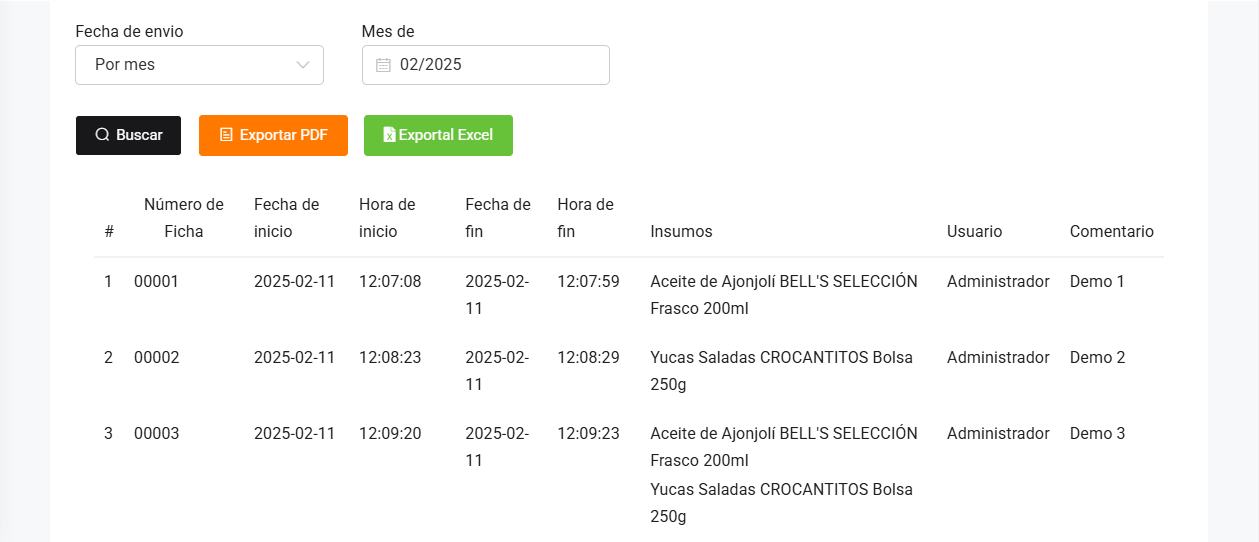 Fecha de envio
Mes de
Por mes
02/2025
Buscar
Exportar PDF
Exportal Excel
Número de Fecha de Hora de Fecha de Hora de
# Ficha inicio inicio fin fin Insumos Usuario Comentario
1 00001 2025-02-11 12:07:08 2025-02- 12:07:59 Aceite de Ajonjolí BELL'S SELECCIÓN Administrador Demo 1
11 Frasco 200ml
2 00002 2025-02-11 12:08:23 2025-02- 12:08:29 Yucas Saladas CROCANTITOS Bolsa Administrador Demo 2
11 250g
3 00003 2025-02-11 12:09:20 2025-02- 12:09:23 Aceite de Ajonjolí BELL'S SELECCIÓN Administrador Demo 3
11 Frasco 200ml
Yucas Saladas CROCANTITOS Bolsa
250g